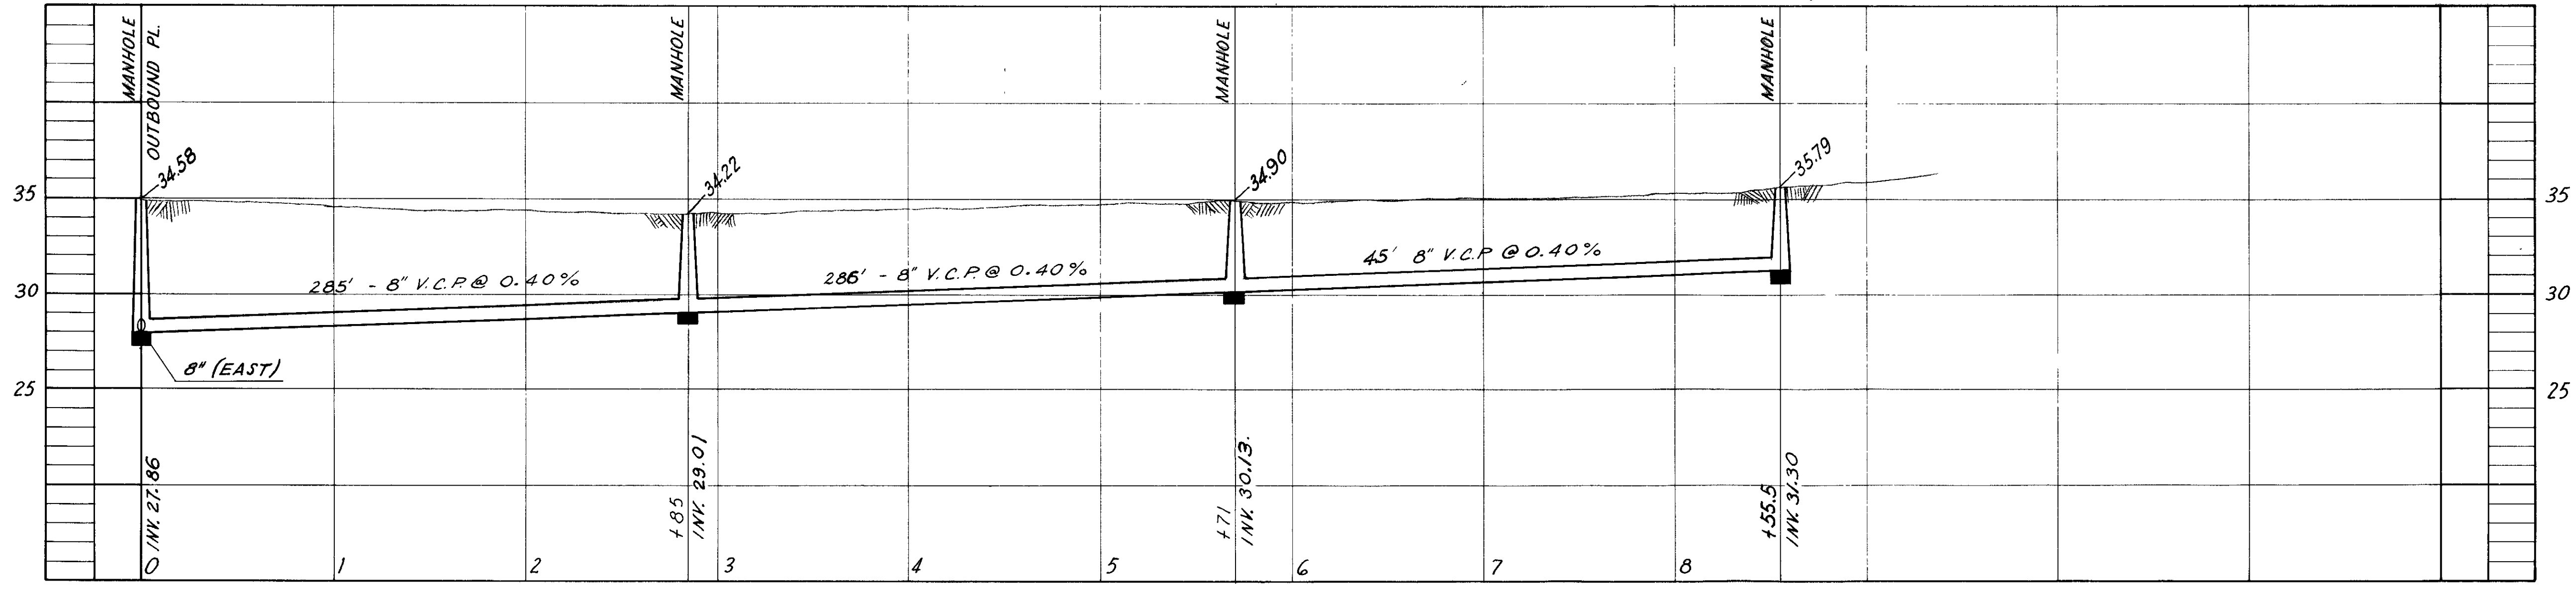 MANHOLE
OUTBOUND PL.
MANHOLE
MANHOLE
MANHOLE
34.58
34.22
34.90
35.79
35
35
285' - 8" V.C.P. @ 0.40%
286' - 8" V.C.P. @ 0.40%
45' 8" V.C.P. @ 0.40%
30
30
8" (EAST)
25
25
0 INV. 27.86
+85
INV. 29.01
+71
INV. 30.13.
+55.5
INV. 31.30
1
2
3
4
5
6
7
8